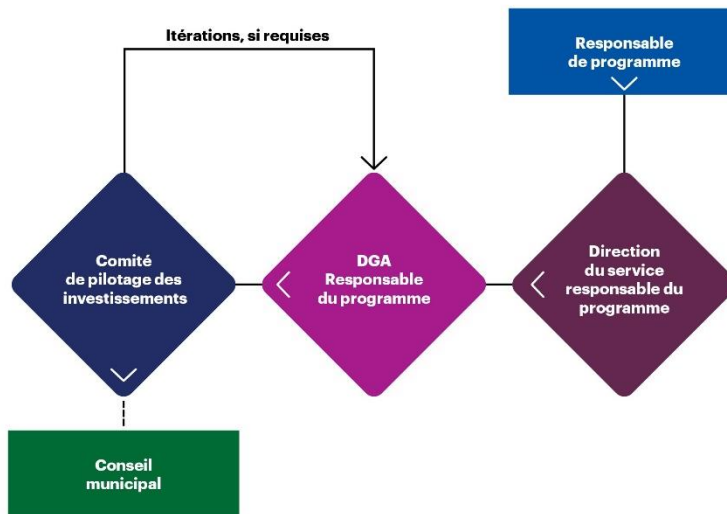 Itérations, si requises
Responsable
de programme
Comité
de pilotage des
investissements
DGA
Responsable
du programme
Direction
du service
responsable du
programme
Conseil
municipal